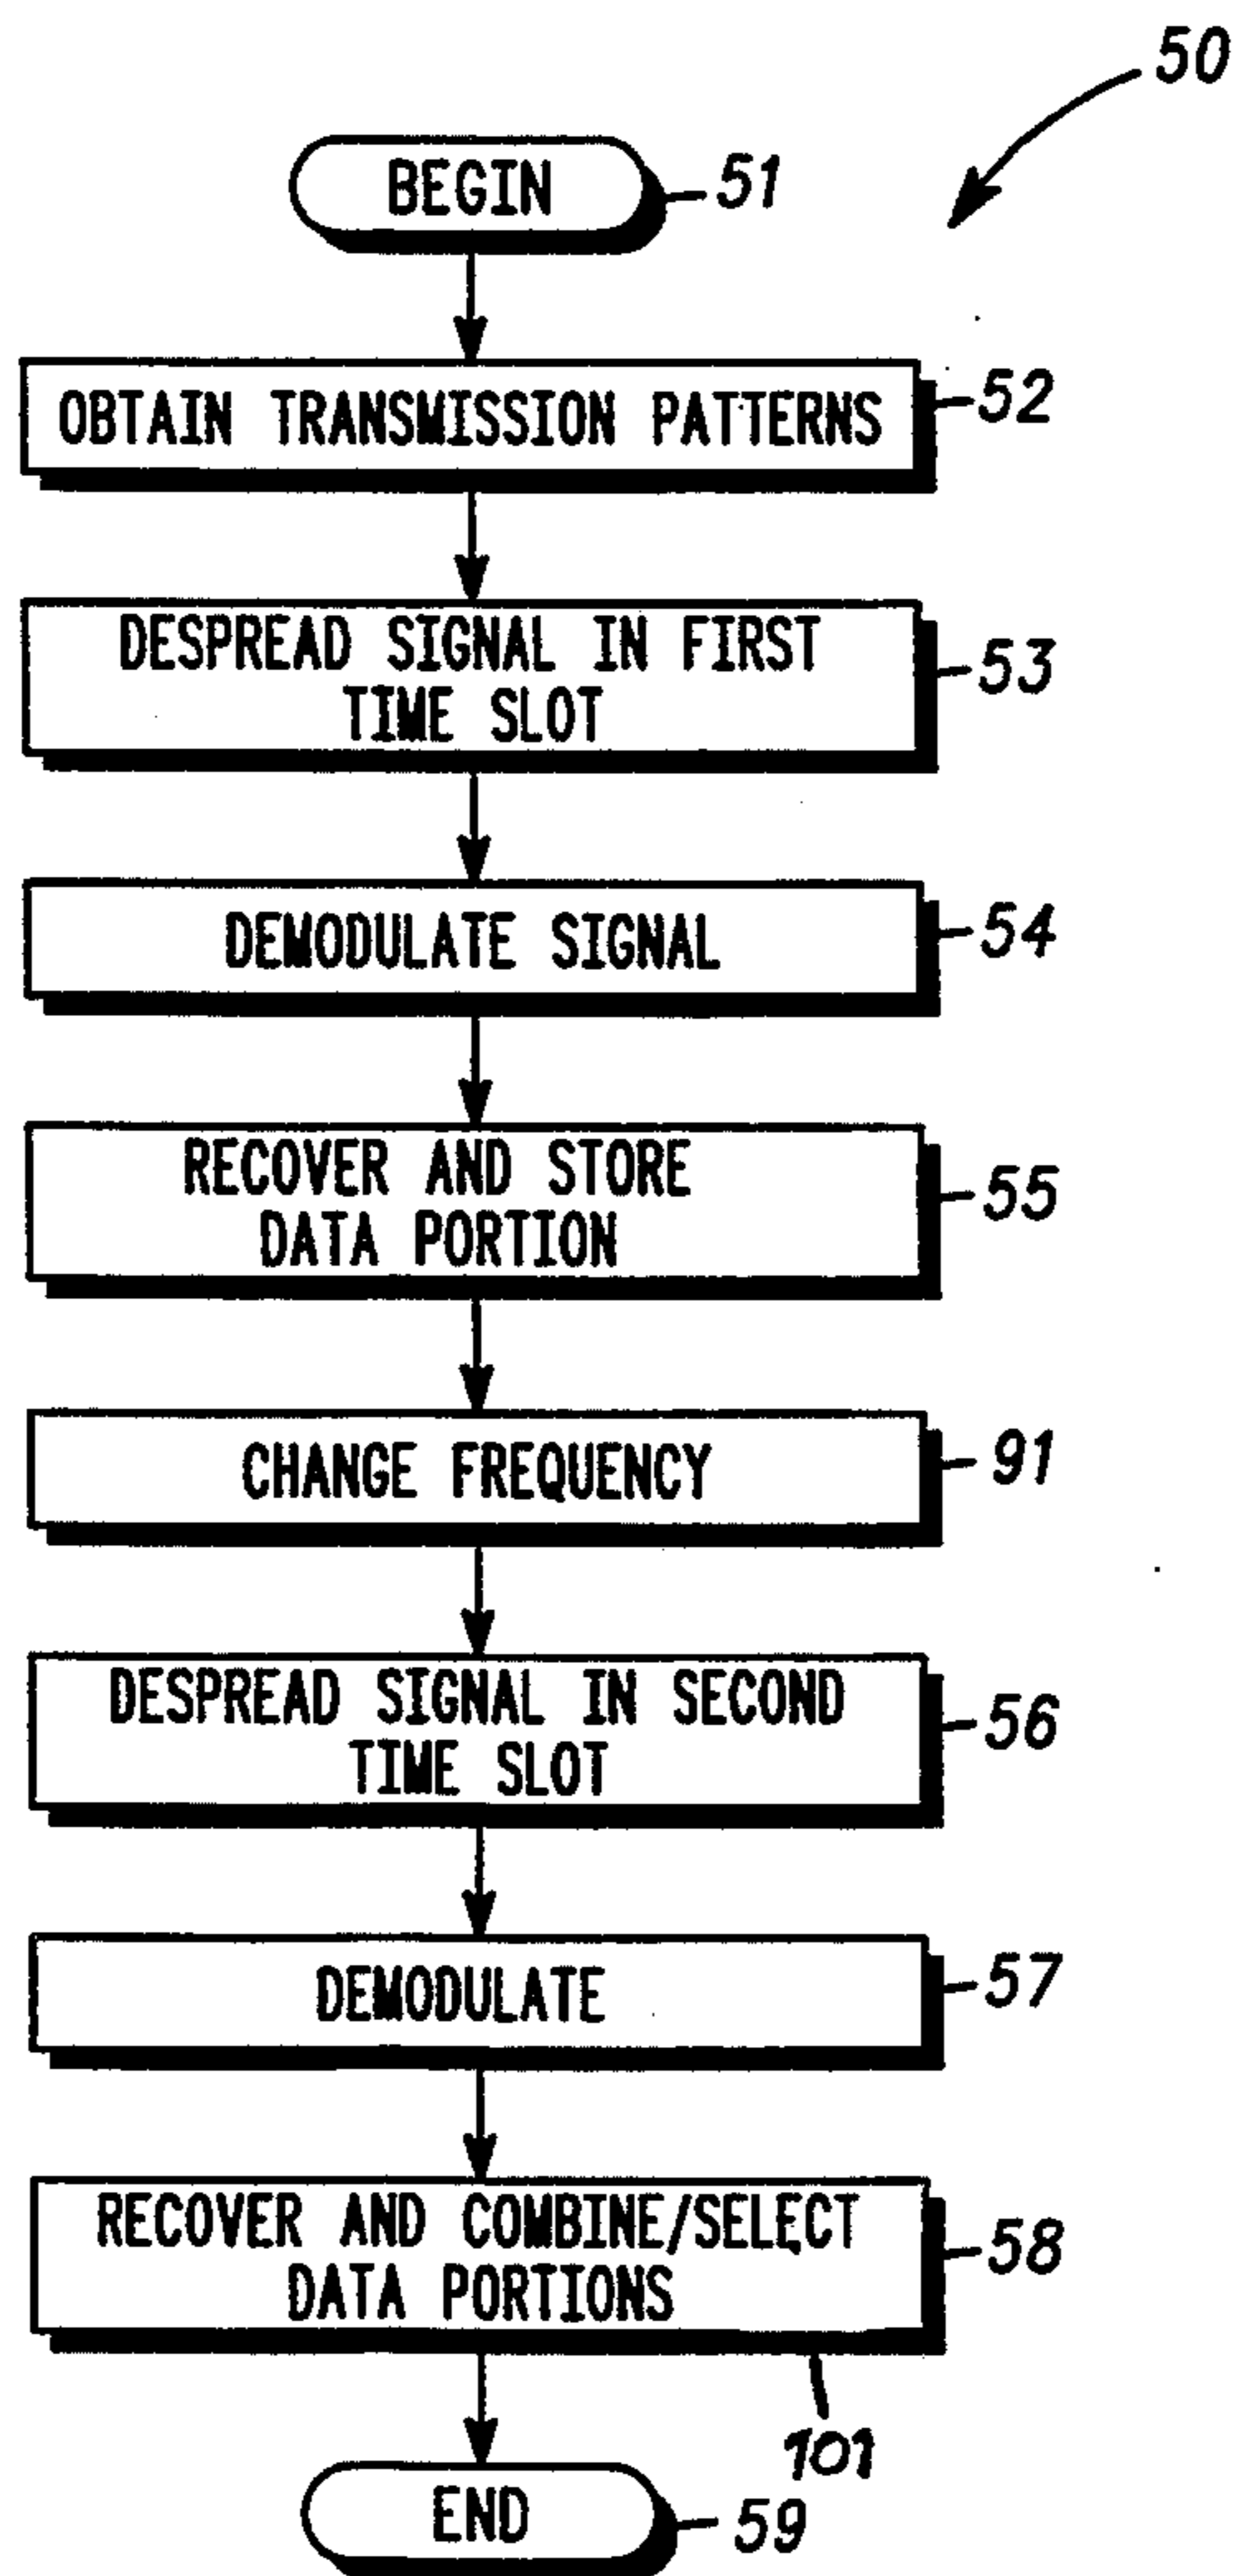 50
BEGIN 51
OBTAIN TRANSMISSION PATTERNS 52
DESPREAD SIGNAL IN FIRST
TIME SLOT
53
DEMODULATE SIGNAL 54
RECOVER AND STORE
DATA PORTION
55
CHANGE FREQUENCY 91
DESPREAD SIGNAL IN SECOND
TIME SLOT
56
DEMODULATE 57
RECOVER AND COMBINE/SELECT
DATA PORTIONS
58
101
END 59